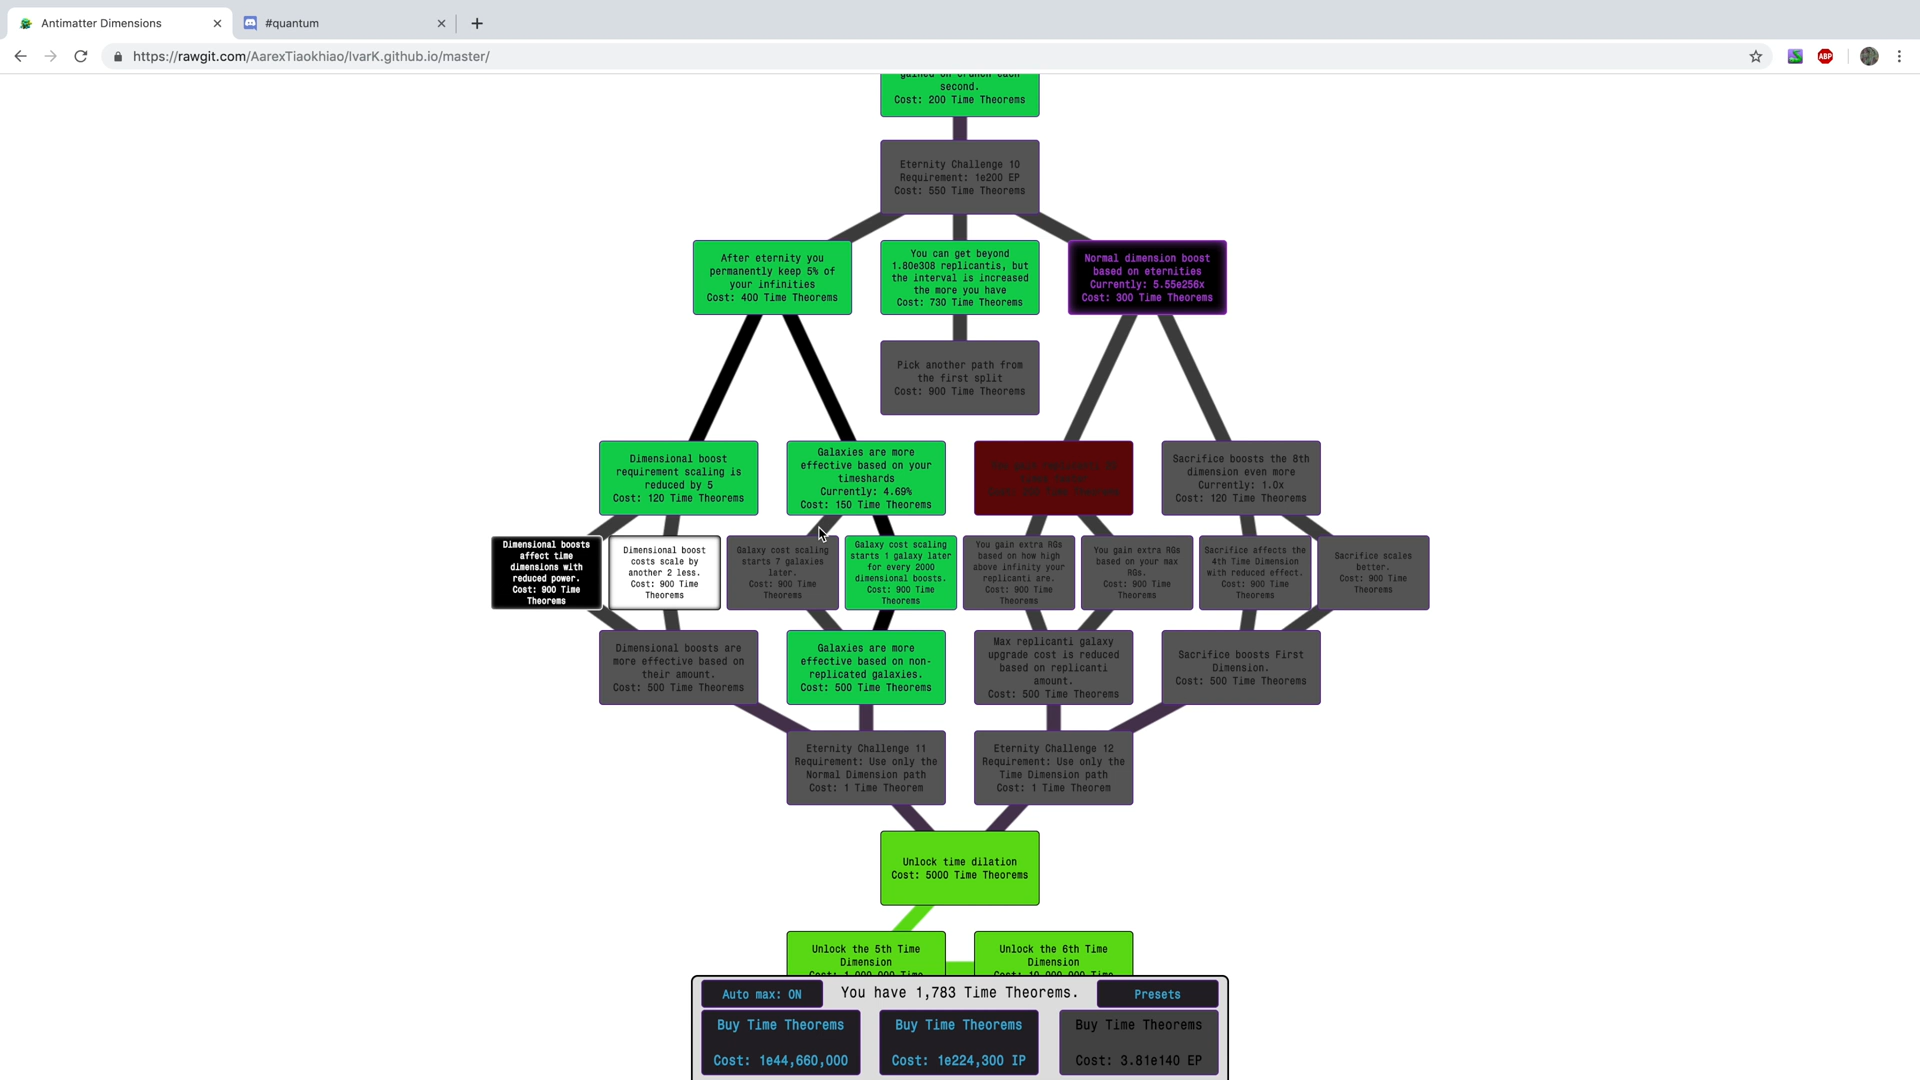 Antimatter Dimensions
#quantum
https://rawgit.com/AarexTiaokhiao/IvarK.github.io/master/
ABP
gained on crunch each
second.
Cost: 200 Time Theorems
Eternity Challenge 10
Requirement: 1e200 EP
Cost: 550 Time Theorems
After eternity you
permanently keep 5% of
your infinities
Cost: 400 Time Theorems
You can get beyond
1.80e308 replicantis, but
the interval is increased
the more you have
Cost: 730 Time Theorems
Normal dimension boost
based on eternities
Currently: 5.55e256x
Cost: 300 Time Theorems
Pick another path from
the first split
Cost: 900 Time Theorems
Dimensional boost
requirement scaling is
reduced by 5
Cost: 120 Time Theorems
Galaxies are more
effective based on your
timeshards
Currently: 4.69%
Cost: 150 Time Theorems
Sacrifice boosts the 8th
dimension even more
Currently: 1.0x
Cost: 120 Time Theorems
Dimensional boosts
affect time
dimensions with
reduced power.
Cost: 900 Time
Theorems
Dimensional boost
costs scale by
another 2 less.
Cost: 900 Time
Theorems
Galaxy cost scaling
starts 7 galaxies
later.
Cost: 900 Time
Theorems
Galaxy cost scaling
starts 1 galaxy later
for every 2000
dimensional boosts.
Cost: 900 Time
Theorems
You gain extra RGs
based on how high
above infinity your
replicanti are.
Cost: 900 Time
Theorems
You gain extra RGs
based on your max
RGs.
Cost: 900 Time
Theorems
Sacrifice affects the
4th Time Dimension
with reduced effect.
Cost: 900 Time
Theorems
Sacrifice scales
better.
Cost: 900 Time
Theorems
Dimensional boosts are
more effective based on
their amount.
Cost: 500 Time Theorems
Galaxies are more
effective based on non-
replicated galaxies.
Cost: 500 Time Theorems
Max replicanti galaxy
upgrade cost is reduced
based on replicanti
amount.
Cost: 500 Time Theorems
Sacrifice boosts First
Dimension.
Cost: 500 Time Theorems
Eternity Challenge 11
Requirement: Use only the
Normal Dimension path
Cost: 1 Time Theorem
Eternity Challenge 12
Requirement: Use only the
Time Dimension path
Cost: 1 Time Theorem
Unlock time dilation
Cost: 5000 Time Theorems
Unlock the 5th Time
Dimension
Cost: 1,000,000 Time
Unlock the 6th Time
Dimension
Cost: 10,000,000 Time
Auto max: ON
You have 1,783 Time Theorems.
Presets
Buy Time Theorems
Cost: 1e44,660,000
Buy Time Theorems
Cost: 1e224,300 IP
Buy Time Theorems
Cost: 3.81e140 EP